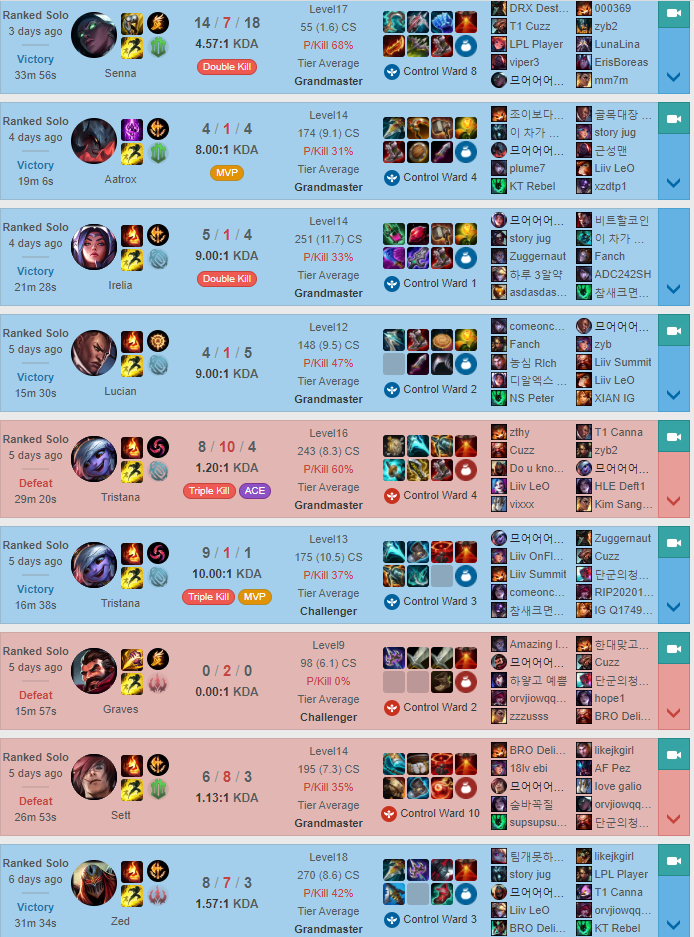 Ranked Solo
3 days ago
Victory
33m 56s
Senna
14 / 7 / 18
4.57:1 KDA
Double Kill
Level17
55 (1.6) CS
P/Kill 68%
Tier Average
Grandmaster
Control Ward 8
DRX Dest...
T1 Cuzz
LPL Player
viper3
므어어어...
000369
zyb2
LunaLina
ErisBoreas
mm7m
Ranked Solo
4 days ago
Victory
19m 6s
Aatrox
4 / 1 / 4
8.00:1 KDA
MVP
Level14
174 (9.1) CS
P/Kill 31%
Tier Average
Grandmaster
Control Ward 4
조이보다...
이 차가 ...
므어어어...
plume7
KT Rebel
골목대장 ...
story jug
근성맨
Liiv LeO
xzdtp1
Ranked Solo
4 days ago
Victory
21m 28s
Irelia
5 / 1 / 4
9.00:1 KDA
Double Kill
Level14
251 (11.7) CS
P/Kill 33%
Tier Average
Grandmaster
Control Ward 1
므어어어...
story jug
Zuggernaut
하루 3알약
asdasdas...
비트할코인
이 차가 ...
Fanch
ADC242SH
참새크면...
Ranked Solo
5 days ago
Victory
15m 30s
Lucian
4 / 1 / 5
9.00:1 KDA
Level12
148 (9.5) CS
P/Kill 47%
Tier Average
Grandmaster
Control Ward 2
comeonc...
Fanch
농심 Rlch
디알엑스 ...
NS Peter
므어어어...
zyb
Liiv Summit
Liiv LeO
XIAN IG
Ranked Solo
5 days ago
Defeat
29m 20s
Tristana
8 / 10 / 4
1.20:1 KDA
Triple Kill
ACE
Level16
243 (8.3) CS
P/Kill 60%
Tier Average
Grandmaster
Control Ward 4
zthy
Cuzz
Do u kno...
Liiv LeO
vixxx
T1 Canna
zyb2
므어어어...
HLE Deft1
Kim Sang...
Ranked Solo
5 days ago
Victory
16m 38s
Tristana
9 / 1 / 1
10.00:1 KDA
Triple Kill
MVP
Level13
175 (10.5) CS
P/Kill 37%
Tier Average
Challenger
Control Ward 3
므어어어...
Liiv OnFl...
Liiv Summit
comeonc...
참새크면...
Zuggernaut
Cuzz
단군의청...
RIP20201...
IG Q1749...
Ranked Solo
5 days ago
Defeat
15m 57s
Graves
0 / 2 / 0
0.00:1 KDA
Level9
98 (6.1) CS
P/Kill 0%
Tier Average
Challenger
Control Ward 2
Amazing I...
므어어어...
하얗고 예쁨
orvjiowqq...
zzzusss
한대맞고...
Cuzz
단군의청...
hope1
BRO Deli...
Ranked Solo
5 days ago
Defeat
26m 53s
Sett
6 / 8 / 3
1.13:1 KDA
Level14
195 (7.3) CS
P/Kill 35%
Tier Average
Grandmaster
Control Ward 10
BRO Deli...
18lv ebi
므어어어...
숨바꼭질
supsupsu...
likejkgirl
AF Pez
love galio
orvjiowqq...
단군의청...
Ranked Solo
6 days ago
Victory
31m 34s
Zed
8 / 7 / 3
1.57:1 KDA
Level18
270 (8.6) CS
P/Kill 42%
Tier Average
Grandmaster
Control Ward 3
팀개못하...
story jug
므어어어...
Liiv LeO
BRO Deli...
likejkgirl
LPL Player
T1 Canna
orvjiowqq...
KT Rebel